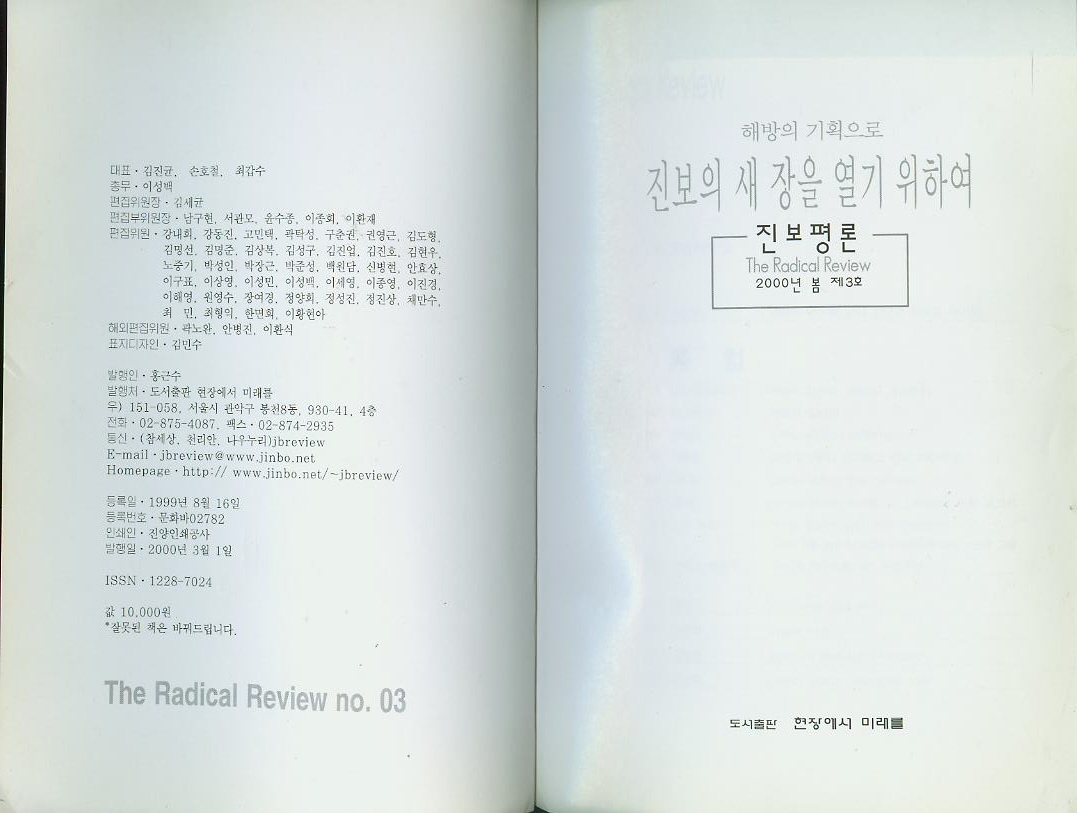 대표 · 김진균, 손호철, 최갑수
총무 · 이성백
편집위원장 · 김세균
편집부위원장 · 남구현, 서관모, 윤수종, 이종회, 이환재
편집위원 · 강내희, 강동진, 고민택, 곽탁성, 구춘권, 권영근, 김도형,
김명선, 김명준, 김상복, 김성구, 김진업, 김진호, 김현우,
노중기, 박성인, 박장근, 박준성, 백원담, 신병현, 안효상,
이구표, 이상영, 이성민, 이성백, 이세영, 이종영, 이진경,
이해영, 원영수, 장여경, 정양희, 정성진, 정진상, 채만수,
최 민, 최형익, 한면희, 이황현아
해외편집위원 · 곽노완, 안병진, 이환식
표지디자인 · 김민수
발행인 · 홍근수
발행처 · 도서출판 현장에서 미래를
우) 151-058, 서울시 관악구 봉천8동, 930-41, 4층
전화 · 02-875-4087, 팩스 · 02-874-2935
통신 · (참세상, 천리안, 나우누리)jbreview
E-mail · jbreview@www.jinbo.net
Homepage · http:// www.jinbo.net/~jbreview/
등록일 · 1999년 8월 16일
등록번호 · 문화바02782
인쇄인 · 진양인쇄공사
발행일 · 2000년 3월 1일
ISSN · 1228-7024
값 10,000원
*잘못된 책은 바꿔드립니다.
The Radical Review no. 03
해방의 기획으로
진보의 새 장을 열기 위하여
진보평론
The Radical Review
2000년 봄 제3호
도서출판 현장에서 미래를